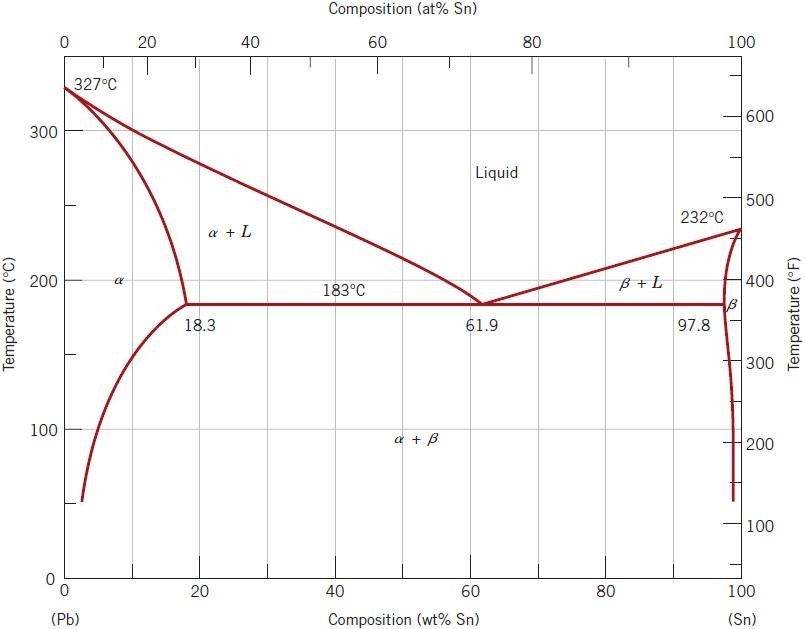 Composition (at% Sn)
0 20 40 60 80 100
327°C
300
600
Liquid
500
232°C
α + L
Temperature (°C)
Temperature (°F)
α
200
183°C
β + L
400
β
18.3
61.9
97.8
300
100
α + β
200
100
0
0 20 40 60 80 100
(Pb)
Composition (wt% Sn)
(Sn)